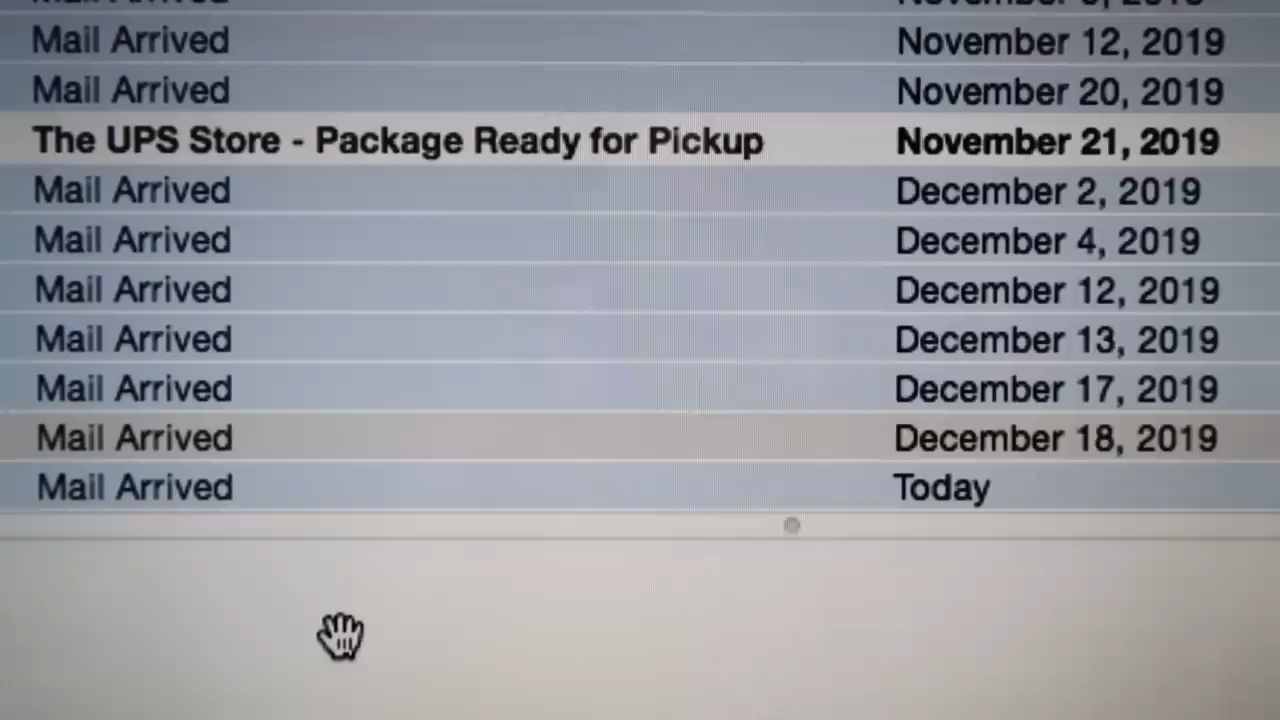 Mail Arrived November 12, 2019
Mail Arrived November 20, 2019
The UPS Store - Package Ready for Pickup November 21, 2019
Mail Arrived December 2, 2019
Mail Arrived December 4, 2019
Mail Arrived December 12, 2019
Mail Arrived December 13, 2019
Mail Arrived December 17, 2019
Mail Arrived December 18, 2019
Mail Arrived Today